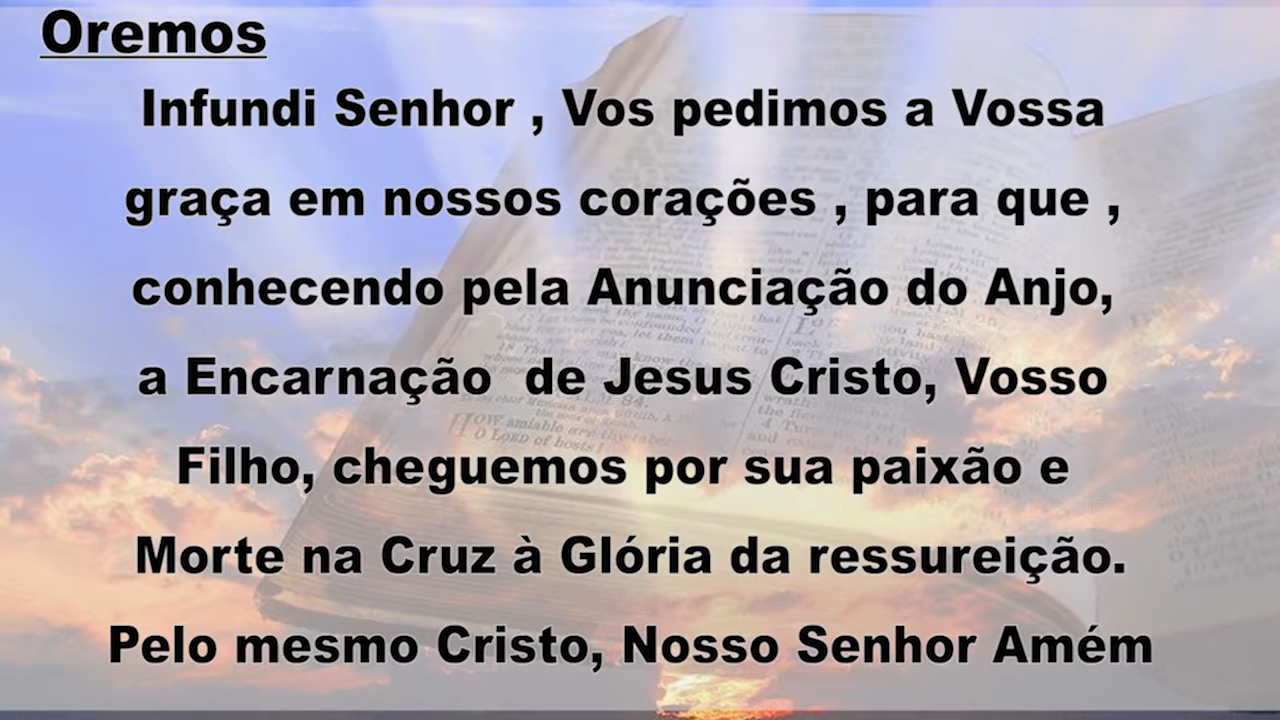 Oremos
Infundi Senhor , Vos pedimos a Vossa
graça em nossos corações , para que ,
conhecendo pela Anunciação do Anjo,
a Encarnação de Jesus Cristo, Vosso
Filho, cheguemos por sua paixão e
Morte na Cruz à Glória da ressureição.
Pelo mesmo Cristo, Nosso Senhor Amém